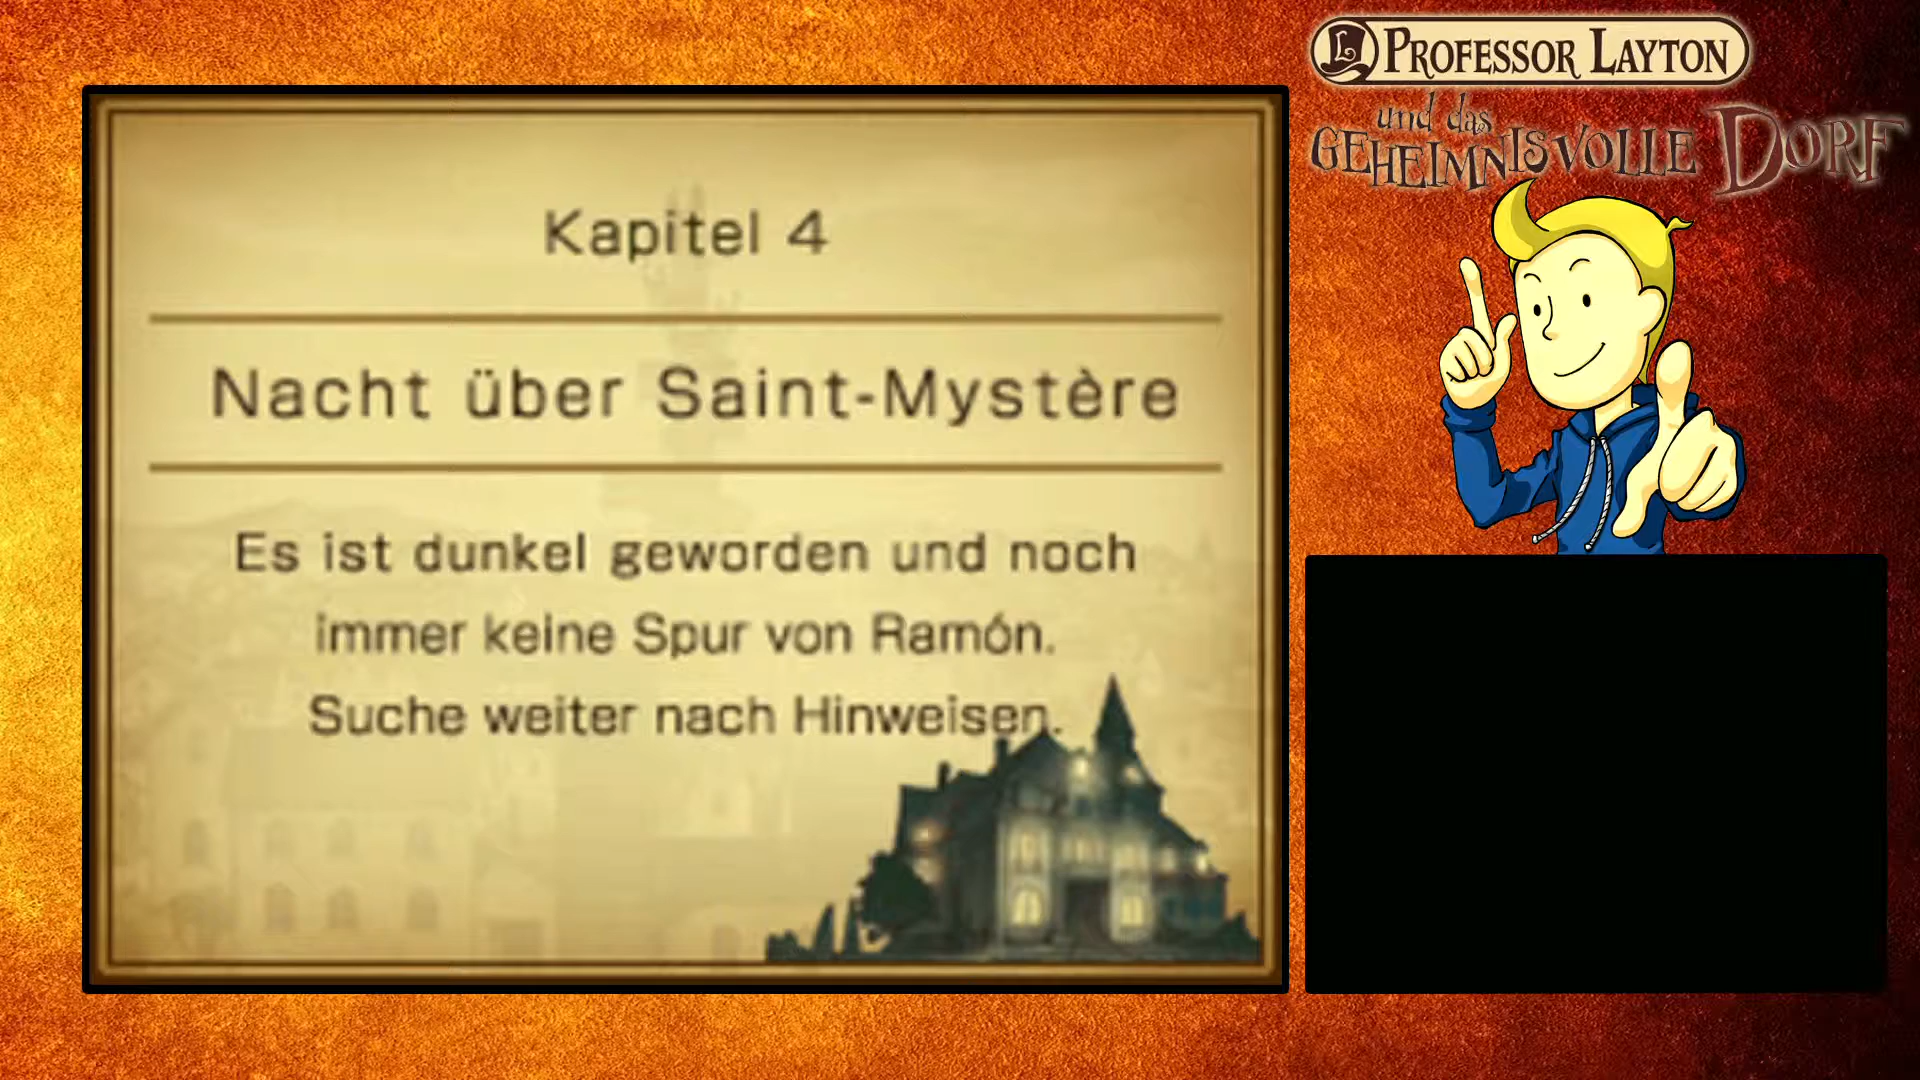 PROFESSOR LAYTON
und das
GEHEIMNISVOLLE DORF
Kapitel 4
Nacht über Saint-Mystère
Es ist dunkel geworden und noch
immer keine Spur von Ramón.
Suche weiter nach Hinweisen.